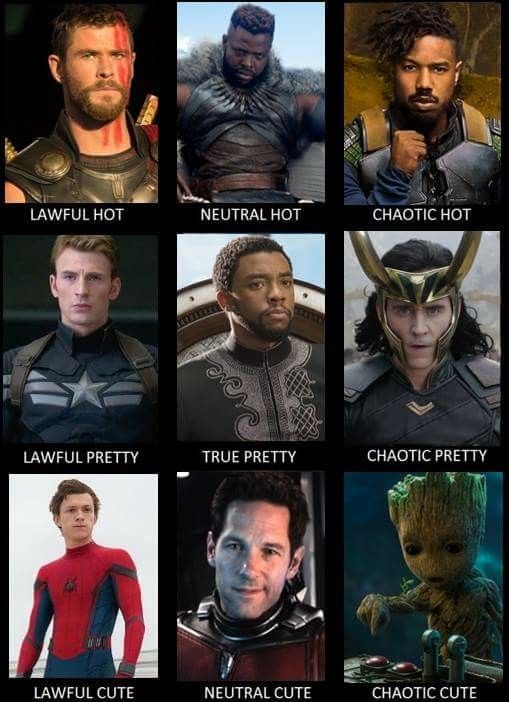 LAWFUL HOT
NEUTRAL HOT
CHAOTIC HOT
LAWFUL PRETTY
TRUE PRETTY
CHAOTIC PRETTY
LAWFUL CUTE
NEUTRAL CUTE
CHAOTIC CUTE